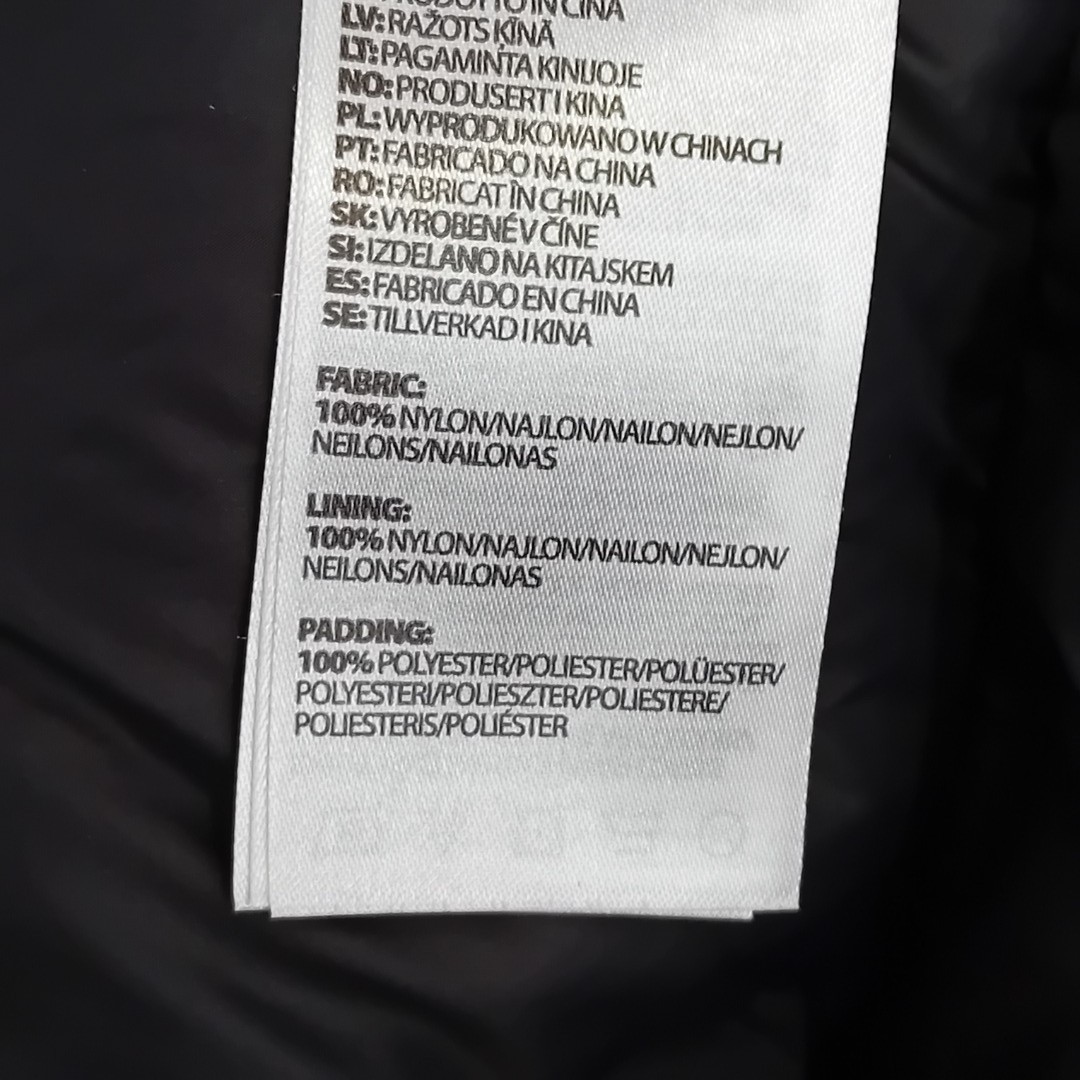 PRODOTTO IN CINA
LV: RAŽOTS ĶĪNĀ
LT: PAGAMINTA KINIJOJE
NO: PRODUSERT I KINA
PL: WYPRODUKOWANO W CHINACH
PT: FABRICADO NA CHINA
RO: FABRICAT ÎN CHINA
SK: VYROBENÉ V ČÍNE
SI: IZDELANO NA KITAJSKEM
ES: FABRICADO EN CHINA
SE: TILLVERKAD I KINA
FABRIC:
100% NYLON/NAJLON/NAILON/NEJLON/
NEILONS/NAILONAS
LINING:
100% NYLON/NAJLON/NAILON/NEJLON/
NEILONS/NAILONAS
PADDING:
100% POLYESTER/POLIESTER/POLÜESTER/
POLYESTERI/POLIESZTER/POLIESTERE/
POLIESTERIS/POLIÉSTER